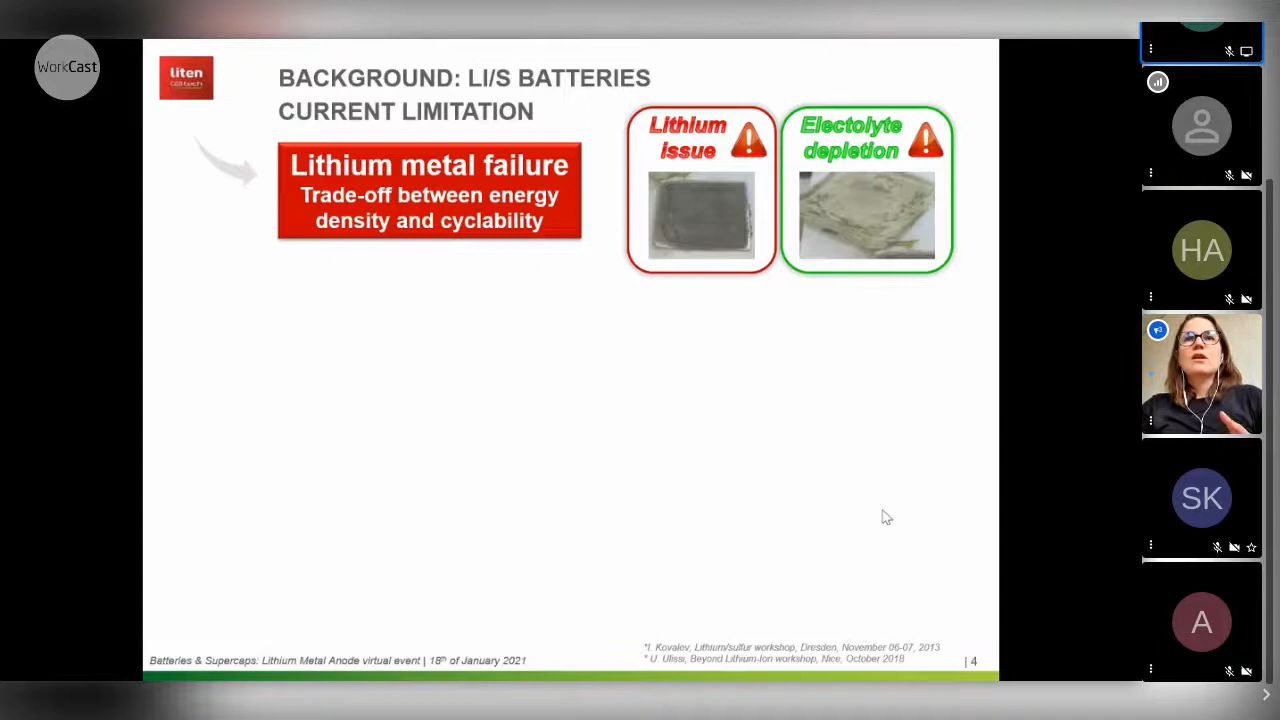 WorkCast
liten
BACKGROUND: LI/S BATTERIES
CURRENT LIMITATION
Lithium metal failure
Trade-off between energy
density and cyclability
Lithium
issue
Electolyte
depletion
HA
SK
A
*I. Kovalev, Lithium/sulfur workshop, Dresden, November 06-07, 2013
* U. Ulissi, Beyond Lithium-Ion workshop, Nice, October 2018
Batteries & Supercaps: Lithium Metal Anode virtual event | 18th of January 2021
| 4